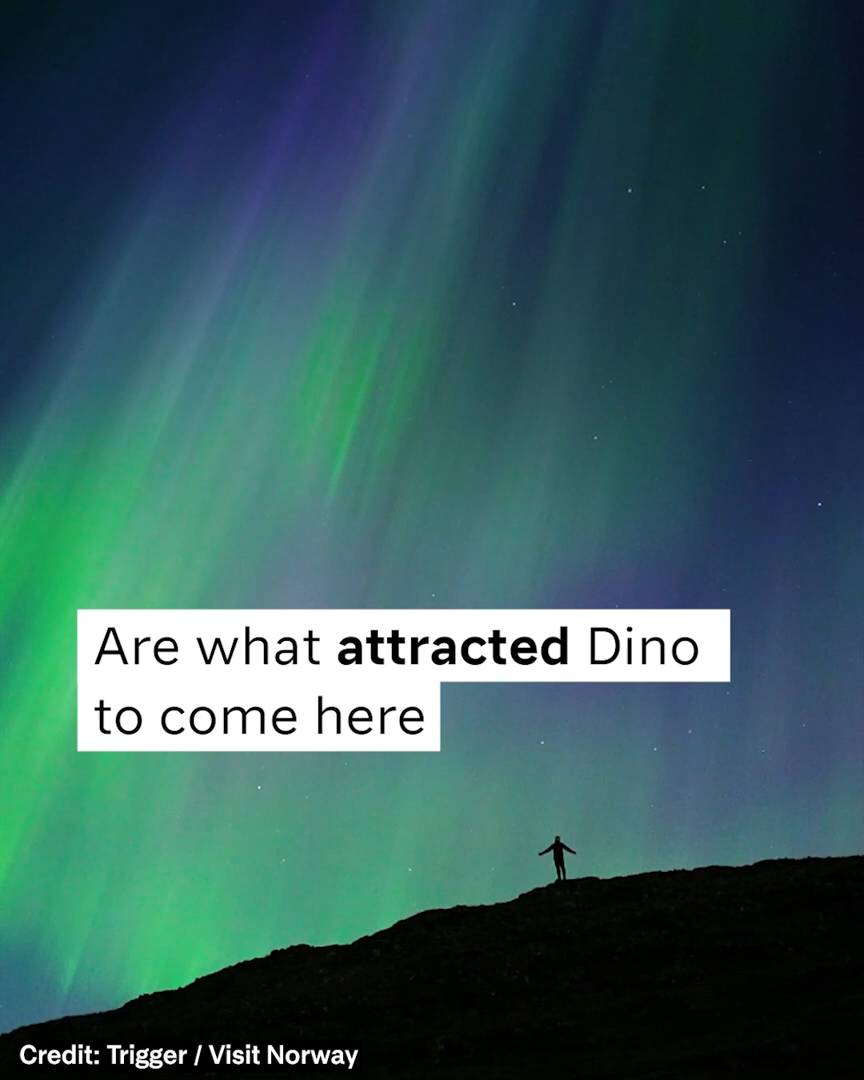 Are what attracted Dino
to come here
Credit: Trigger / Visit Norway